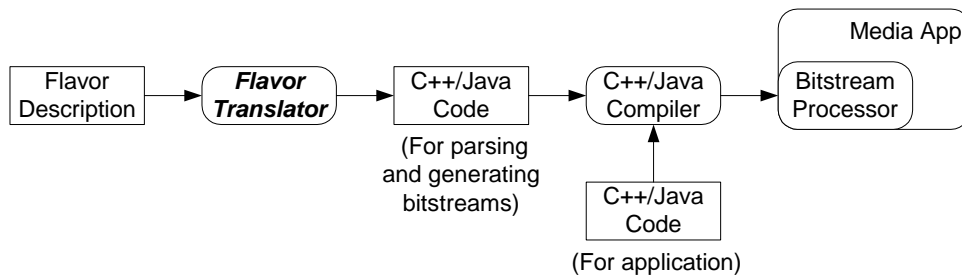 Media App
Flavor
Description
Flavor
Translator
C++/Java
Code
(For parsing
and generating
bitstreams)
C++/Java
Compiler
Bitstream
Processor
C++/Java
Code
(For application)